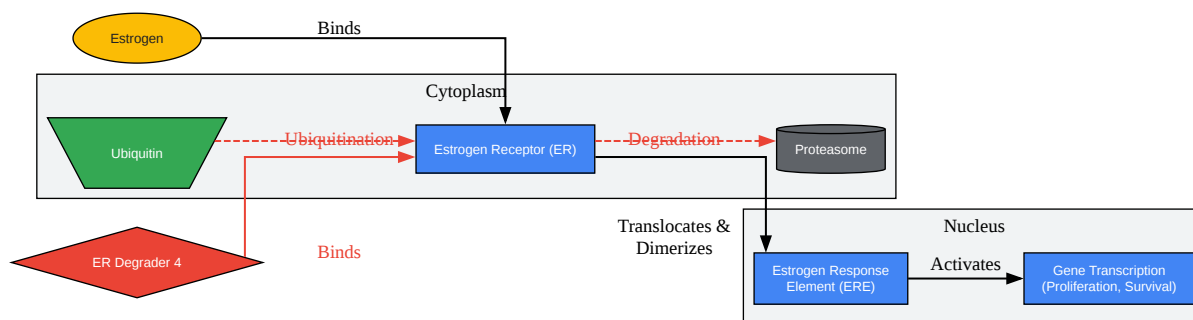 Binds
Estrogen
Cytoplasm
Ubiquitin
Ubiquitination
Estrogen Receptor (ER)
Degradation
Proteasome
ER Degrader 4
Binds
Translocates &
Dimerizes
Nucleus
Estrogen Response
Element (ERE)
Activates
Gene Transcription
(Proliferation, Survival)